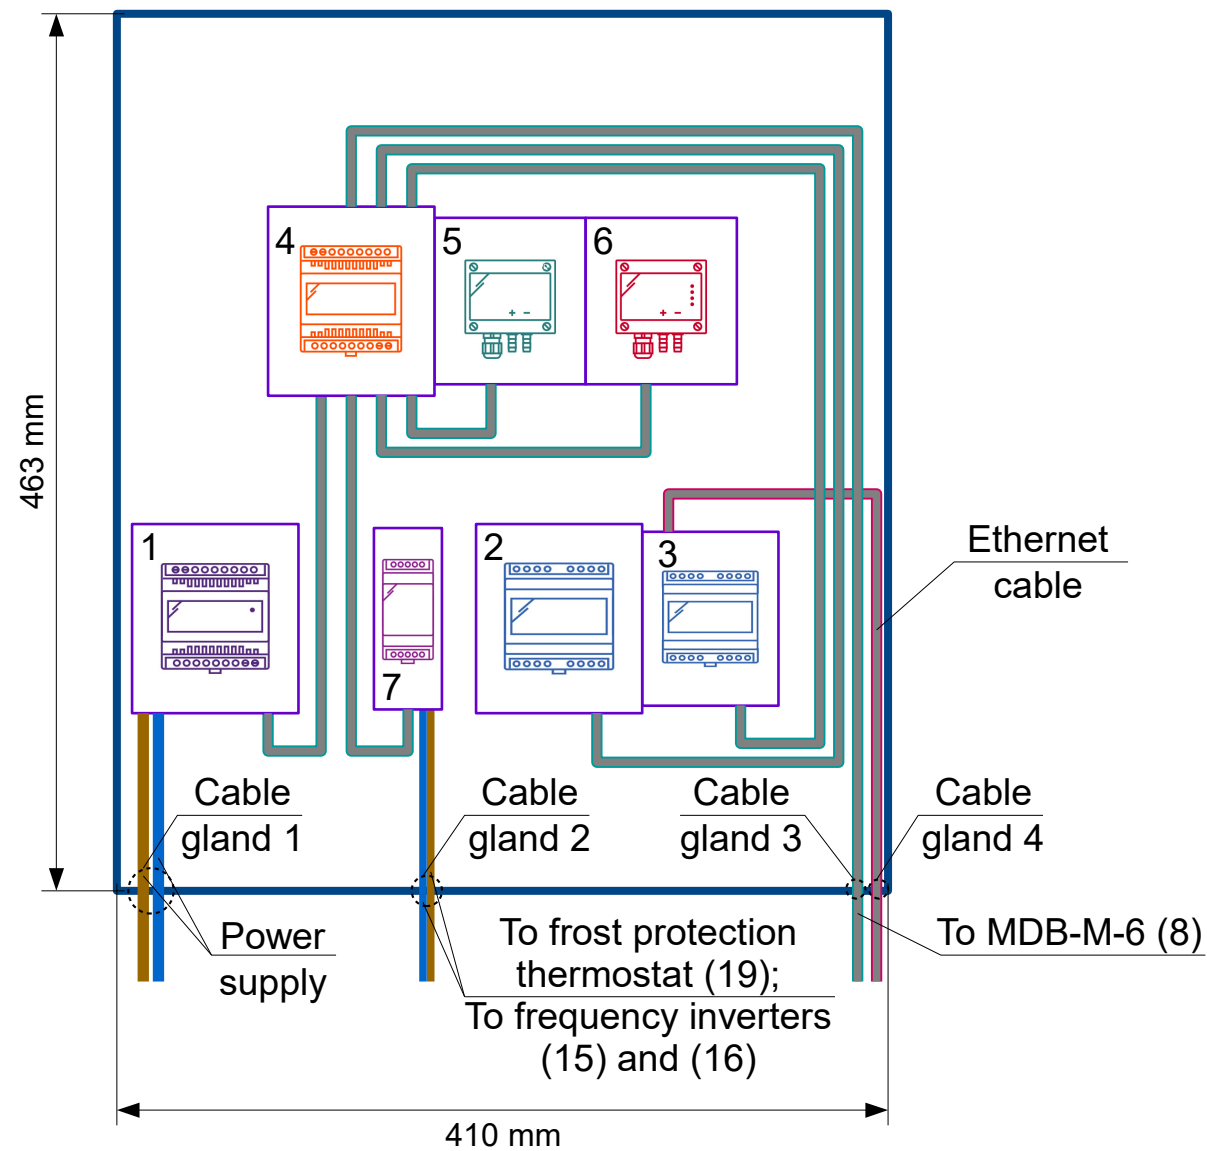 4
5
6
463 mm
1
2
3
7
Ethernet
cable
Cable
gland 1
Cable
gland 2
Cable
gland 3
Cable
gland 4
Power
supply
To frost protection
thermostat (19);
To frequency inverters
(15) and (16)
To MDB-M-6 (8)
410 mm